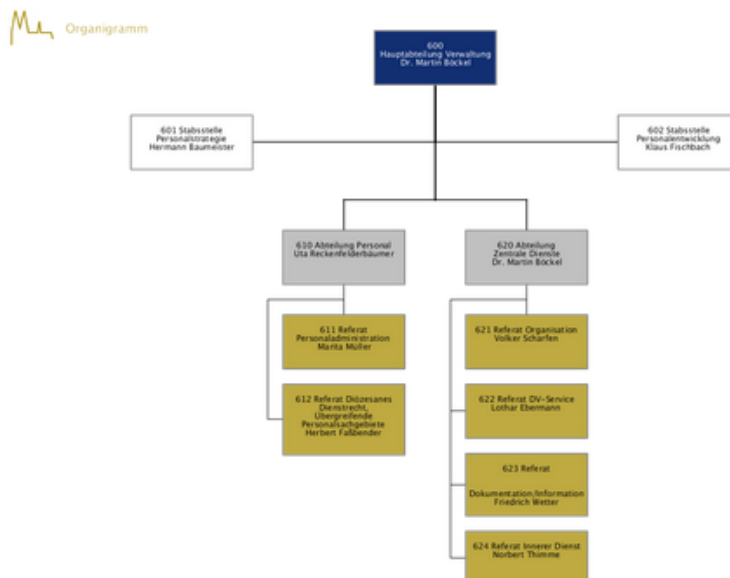 Organigramm
600
Hauptabteilung Verwaltung
Dr. Martin Böckel
601 Stabsstelle
Personalstrategie
Hermann Baumeister
602 Stabsstelle
Personalentwicklung
Klaus Fischbach
610 Abteilung Personal
Uta Reckenfelderbäumer
620 Abteilung
Zentrale Dienste
Dr. Martin Böckel
611 Referat
Personaladministration
Marita Müller
621 Referat Organisation
Volker Scharfen
612 Referat Diözesanes
Dienstrecht,
Übergreifende
Personalsachgebiete
Herbert Faßbender
622 Referat DV-Service
Lothar Ebermann
623 Referat
Dokumentation/Information
Friedrich Wetter
624 Referat Innerer Dienst
Norbert Thimme